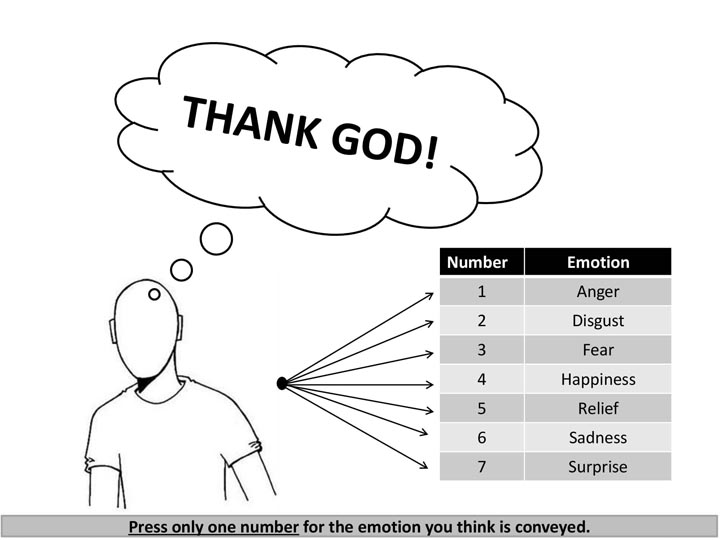 THANK GOD!
Number Emotion
1 Anger
2 Disgust
3 Fear
4 Happiness
5 Relief
6 Sadness
7 Surprise
Press only one number for the emotion you think is conveyed.